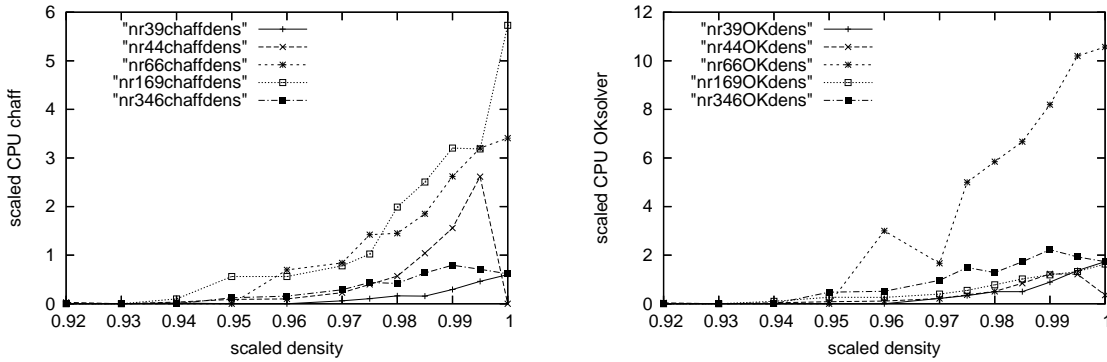 "nr39chaffdens"
"nr44chaffdens"
"nr66chaffdens"
"nr169chaffdens"
"nr346chaffdens"
scaled CPU chaff
6
5
4
3
2
1
0
0.92 0.93 0.94 0.95 0.96 0.97 0.98 0.99 1
scaled density
"nr39OKdens"
"nr44OKdens"
"nr66OKdens"
"nr169OKdens"
"nr346OKdens"
scaled CPU OKsolver
12
10
8
6
4
2
0
0.92 0.93 0.94 0.95 0.96 0.97 0.98 0.99 1
scaled density